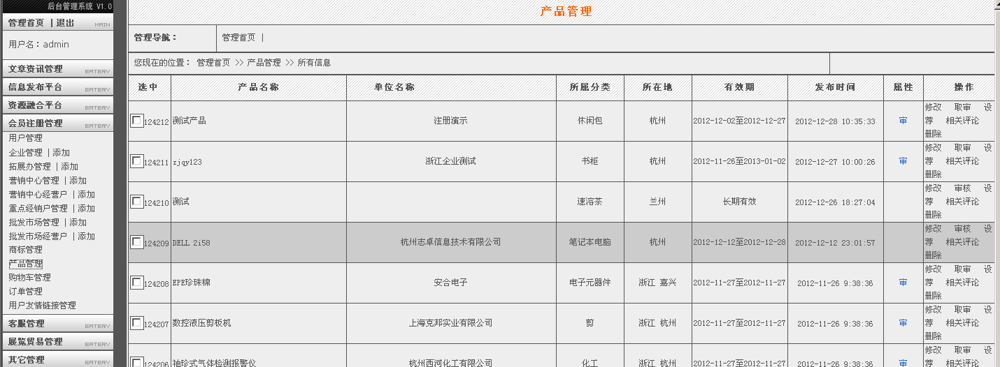 后台管理系统 V1.0
管理首页 | 退出 MAIN
用户名：admin
文章资讯管理 EATERY
信息发布平台 EATERY
资源融合平台 EATERY
会员注册管理 EATERY
用户管理
企业管理 | 添加
拓展办管理 | 添加
营销中心管理 | 添加
营销中心经营户 | 添加
重点经销户管理 | 添加
批发市场管理 | 添加
批发市场经营户 | 添加
商标管理
产品管理
购物车管理
订单管理
用户友情链接管理
客服管理 EATERY
展览贸易管理 EATERY
其它管理 EATERY
产品管理
管理导航： 管理首页 |
您现在的位置： 管理首页 >> 产品管理 >> 所有信息
选中 产品名称 单位名称 所属分类 所在地 有效期 发布时间 属性 操作
124212 测试产品 注册演示 休闲包 杭州 2012-12-02至2012-12-27 2012-12-28 10:35:33 审
修改 取审 设
荐 相关评论
删除
124211 zjqy123 浙江企业测试 书柜 杭州 2012-11-26至2013-01-02 2012-12-27 10:00:26 审
修改 取审 设
荐 相关评论
删除
124210 测试 速溶茶 兰州 长期有效 2012-12-26 18:27:04
修改 审核 设
荐 相关评论
删除
124209 DELL 2i58 杭州志卓信息技术有限公司 笔记本电脑 杭州 2012-12-12至2012-12-28 2012-12-12 23:01:57
修改 审核 设
荐 相关评论
删除
124208 EPE珍珠棉 安合电子 电子元器件 浙江 嘉兴 2012-11-27至2012-11-27 2012-11-26 9:38:36 审
修改 取审 设
荐 相关评论
删除
124207 数控液压剪板机 上海克邦实业有限公司 剪 浙江 杭州 2012-11-27至2012-11-27 2012-11-26 9:38:36 审
修改 取审 设
荐 相关评论
删除
124206 袖珍式气体检测报警仪 杭州西河化工有限公司 化工 浙江 杭州 2012-11-27至2012-11-27 2012-11-26 9:38:36 审
修改 取审 设
荐 相关评论